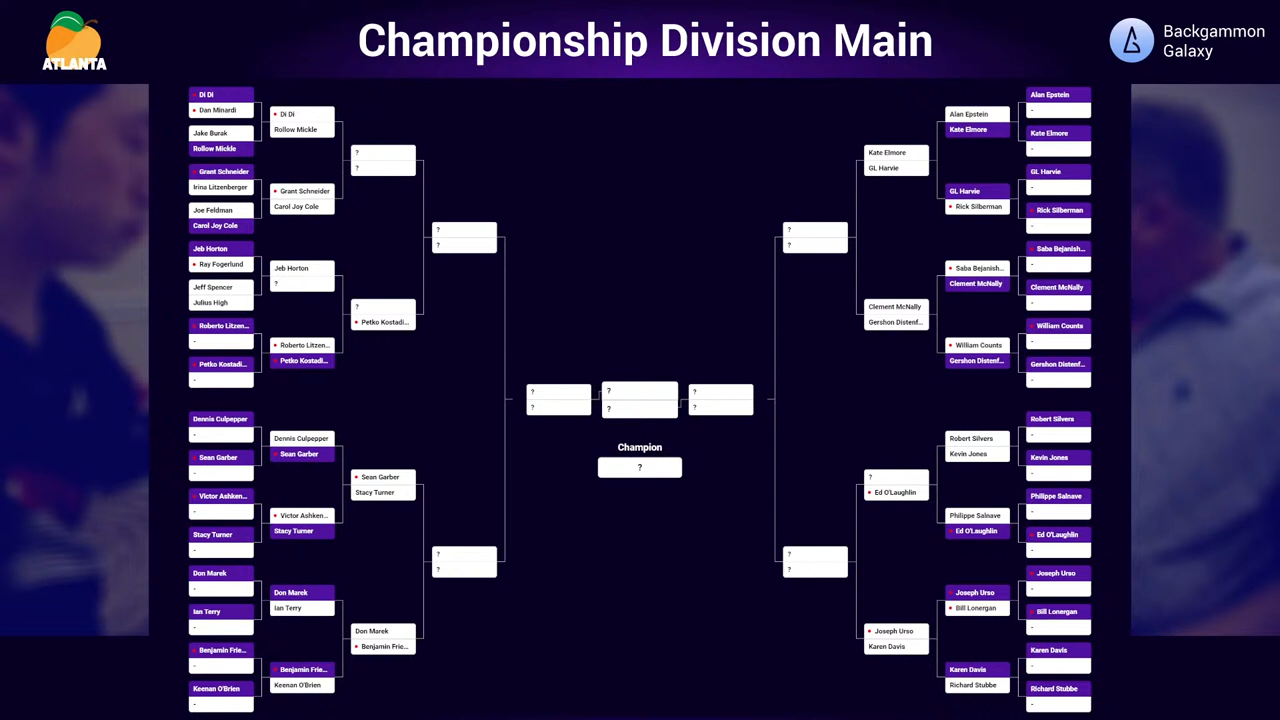 Championship Division Main
ATLANTA
Backgammon
Galaxy
Di Di
Dan Minardi
Jake Burak
Rollow Mickle
Grant Schneider
Irina Litzenberger
Joe Feldman
Carol Joy Cole
Jeb Horton
Ray Fogerlund
Jeff Spencer
Julius High
Roberto Litzen...
-
Petko Kostadi...
-
Dennis Culpepper
-
Sean Garber
-
Victor Ashken...
-
Stacy Turner
-
Don Marek
-
Ian Terry
-
Benjamin Frie...
-
Keenan O'Brien
-
Di Di
Rollow Mickle
Grant Schneider
Carol Joy Cole
Jeb Horton
?
Roberto Litzen...
Petko Kostadi...
Dennis Culpepper
Sean Garber
Victor Ashken...
Stacy Turner
Don Marek
Ian Terry
Benjamin Frie...
Keenan O'Brien
?
?
?
Petko Kostadi...
Sean Garber
Stacy Turner
Don Marek
Benjamin Frie...
?
?
?
?
?
?
?
?
Champion
?
?
?
?
?
?
?
Kate Elmore
GL Harvie
Clement McNally
Gershon Distenf...
?
Ed O'Laughlin
Joseph Urso
Karen Davis
Alan Epstein
Kate Elmore
GL Harvie
Rick Silberman
Saba Bejanish...
Clement McNally
William Counts
Gershon Distenf...
Robert Silvers
Kevin Jones
Philippe Salnave
Ed O'Laughlin
Joseph Urso
Bill Lonergan
Karen Davis
Richard Stubbe
Alan Epstein
-
Kate Elmore
-
GL Harvie
-
Rick Silberman
-
Saba Bejanish...
-
Clement McNally
-
William Counts
-
Gershon Distenf...
-
Robert Silvers
-
Kevin Jones
-
Philippe Salnave
-
Ed O'Laughlin
-
Joseph Urso
-
Bill Lonergan
-
Karen Davis
-
Richard Stubbe
-